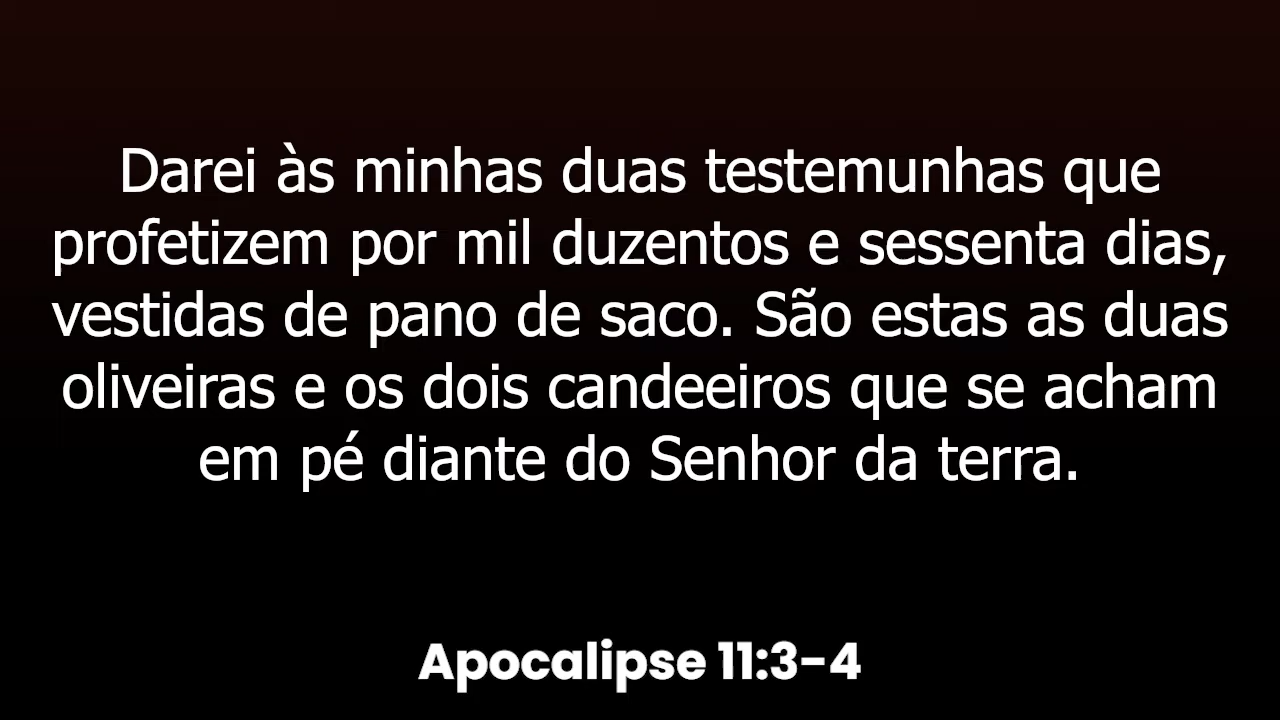 Darei às minhas duas testemunhas que
profetizem por mil duzentos e sessenta dias,
vestidas de pano de saco. São estas as duas
oliveiras e os dois candeeiros que se acham
em pé diante do Senhor da terra.
Apocalipse 11:3-4